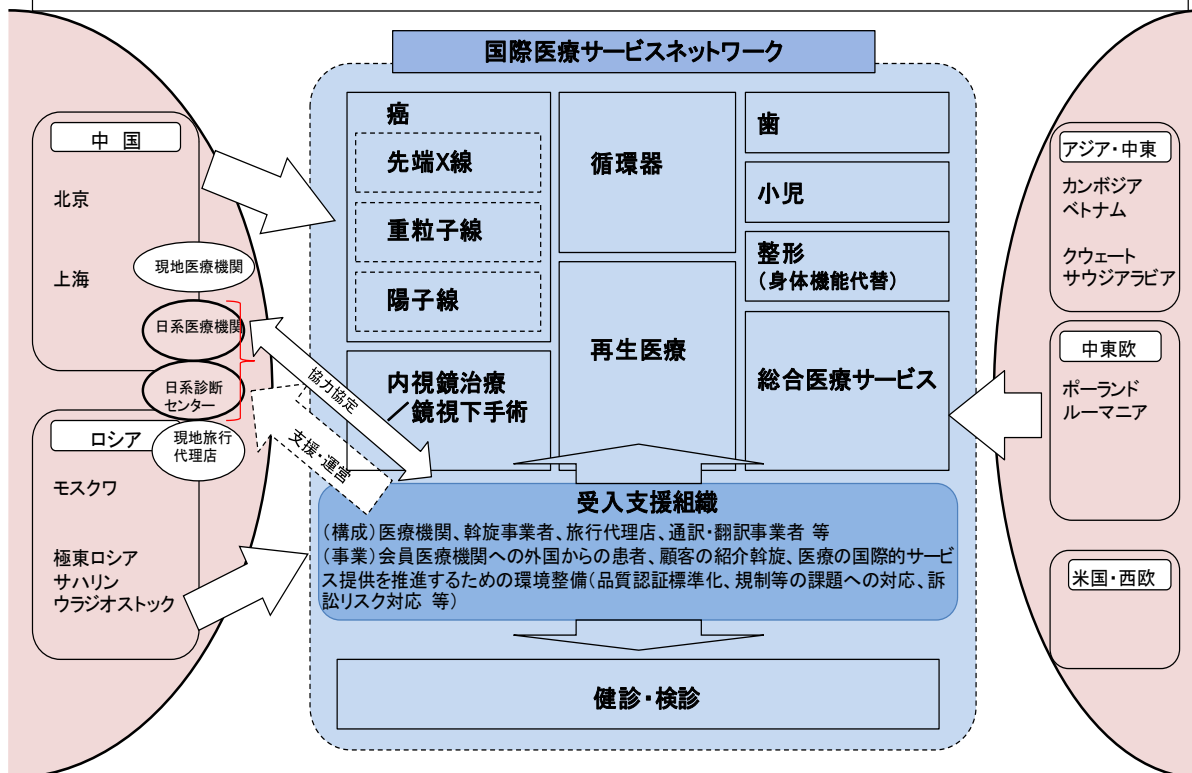 国際医療サービスネットワーク
中 国
北京
上海
現地医療機関
日系医療機関
日系診断
センター
ロシア
現地旅行
代理店
モスクワ
極東ロシア
サハリン
ウラジオストック
協力協定
支援・運営
癌
先端X線
重粒子線
陽子線
内視鏡治療
／鏡視下手術
循環器
再生医療
歯
小児
整形
（身体機能代替）
総合医療サービス
受入支援組織
（構成）医療機関、斡旋事業者、旅行代理店、通訳・翻訳事業者 等
（事業）会員医療機関への外国からの患者、顧客の紹介斡旋、医療の国際的サービ
ス提供を推進するための環境整備（品質認証標準化、規制等の課題への対応、訴
訟リスク対応 等）
健診・検診
アジア・中東
カンボジア
ベトナム
クウェート
サウジアラビア
中東欧
ポーランド
ルーマニア
米国・西欧